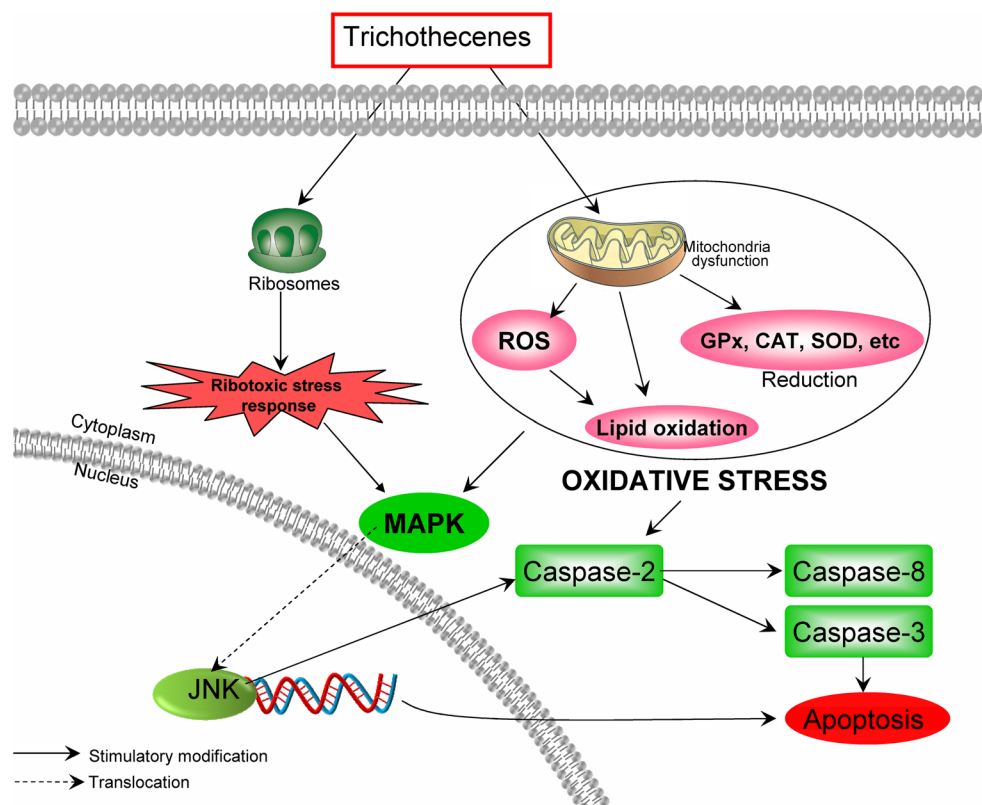 Trichothecenes
Ribosomes
Mitochondria
dysfunction
ROS
GPx, CAT, SOD, etc
Reduction
Ribotoxic stress
response
Lipid oxidation
Cytoplasm
Nucleus
OXIDATIVE STRESS
MAPK
Caspase-2
Caspase-8
Caspase-3
JNK
Apoptosis
Stimulatory modification
Translocation